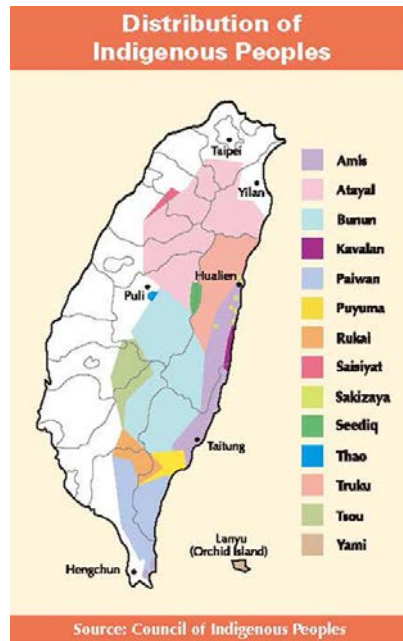 Distribution of
Indigenous Peoples
Taipei
Yilan
Hualien
Puli
Taitung
Lanyu
(Orchid Island)
Hengchun
Amis
Atayal
Bunun
Kavalan
Paiwan
Puyuma
Rukai
Saisiyat
Sakizaya
Seediq
Thao
Truku
Tsou
Yami
Source: Council of Indigenous Peoples